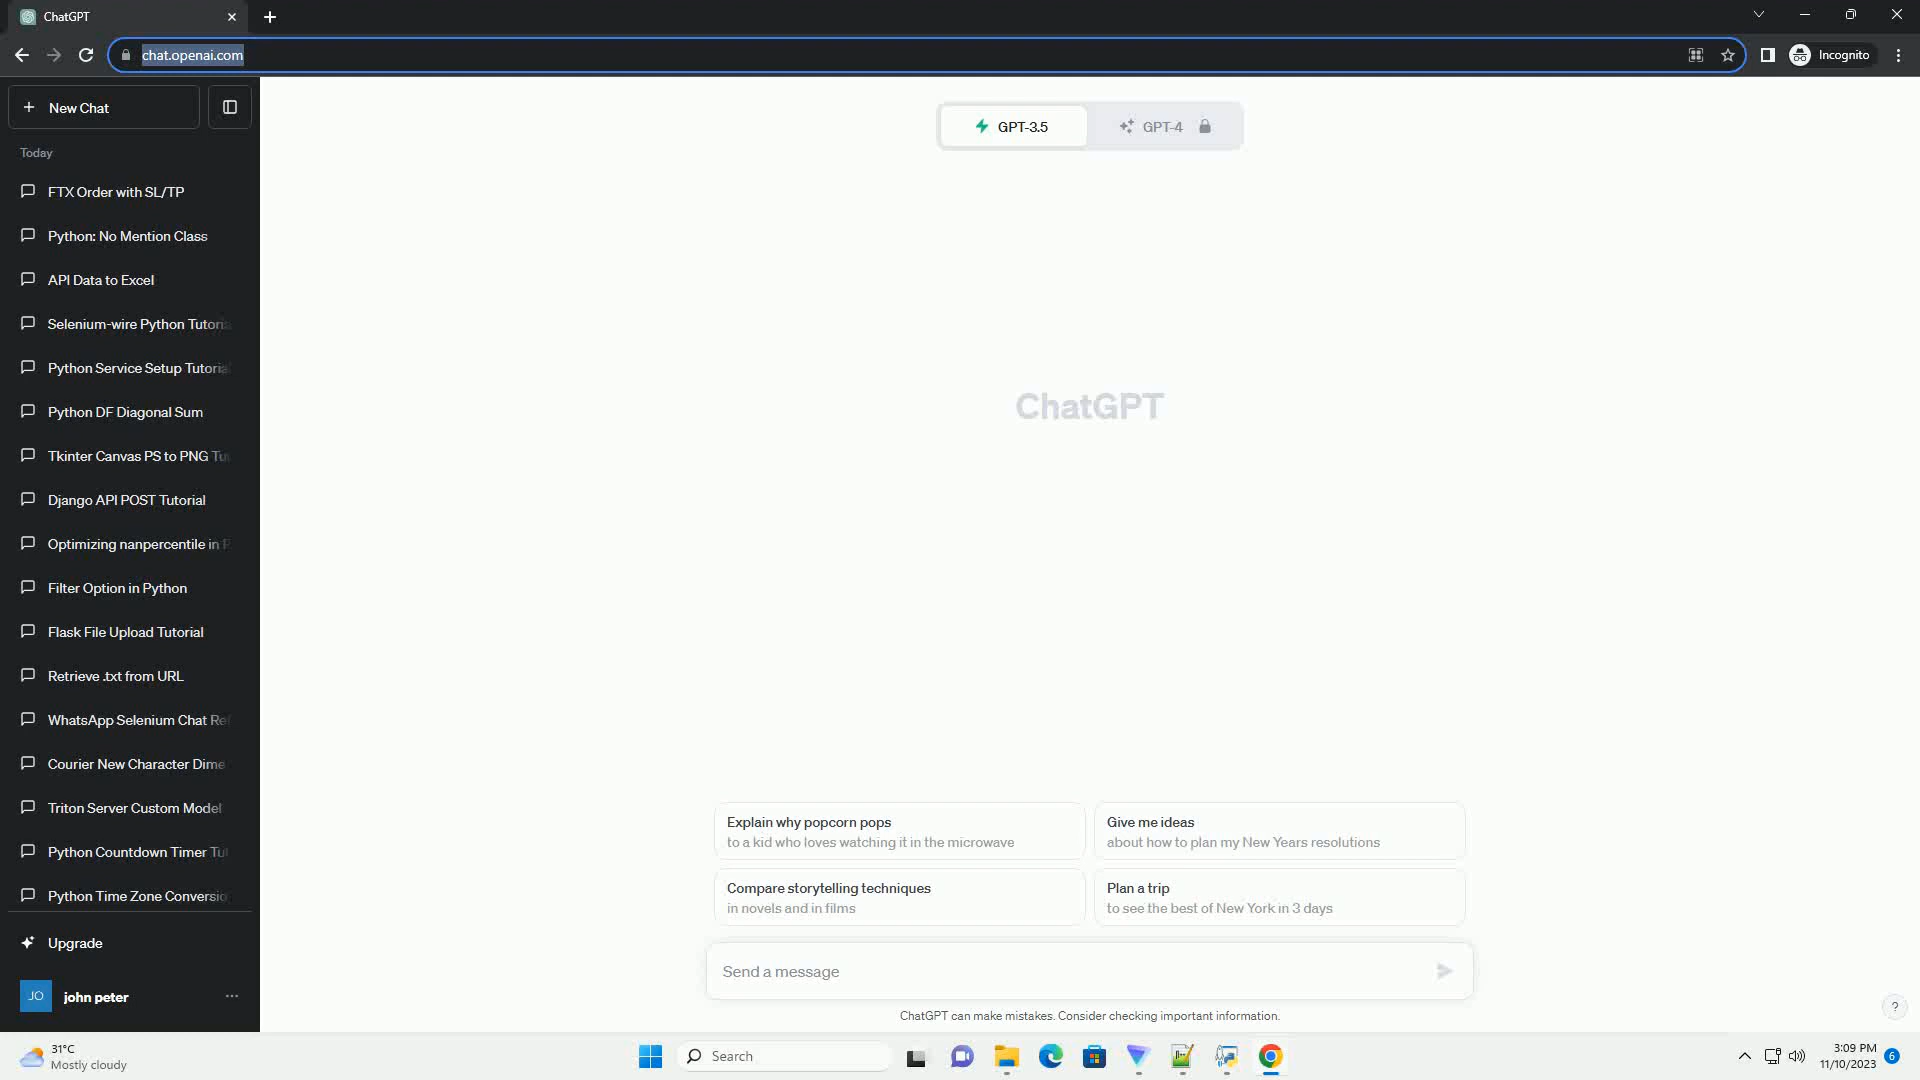 ChatGPT
chat.openai.com
Incognito
New Chat
Today
FTX Order with SL/TP
Python: No Mention Class
API Data to Excel
Selenium-wire Python Tutoria
Python Service Setup Tutorial
Python DF Diagonal Sum
Tkinter Canvas PS to PNG Tu
Django API POST Tutorial
Optimizing nanpercentile in P
Filter Option in Python
Flask File Upload Tutorial
Retrieve .txt from URL
WhatsApp Selenium Chat Re
Courier New Character Dime
Triton Server Custom Model
Python Countdown Timer Tu
Python Time Zone Conversio
Upgrade
JO
john peter
GPT-3.5
GPT-4
ChatGPT
Explain why popcorn pops
to a kid who loves watching it in the microwave
Give me ideas
about how to plan my New Years resolutions
Compare storytelling techniques
in novels and in films
Plan a trip
to see the best of New York in 3 days
Send a message
ChatGPT can make mistakes. Consider checking important information.
?
31°C
Mostly cloudy
Search
3:09 PM
11/10/2023
6